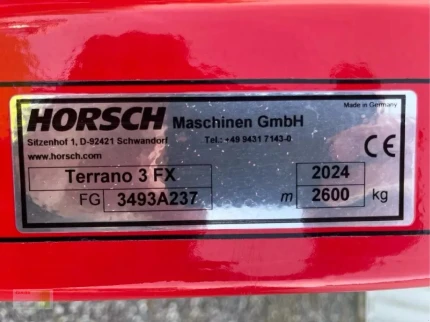 HORSCH Maschinen GmbH Made in Germany
Sitzenhof 1, D-92421 Schwandorf Tel.: +49 9431 7143-0
www.horsch.com CE
Terrano 3 FX 2024
FG 3493A237 m 2600 kg